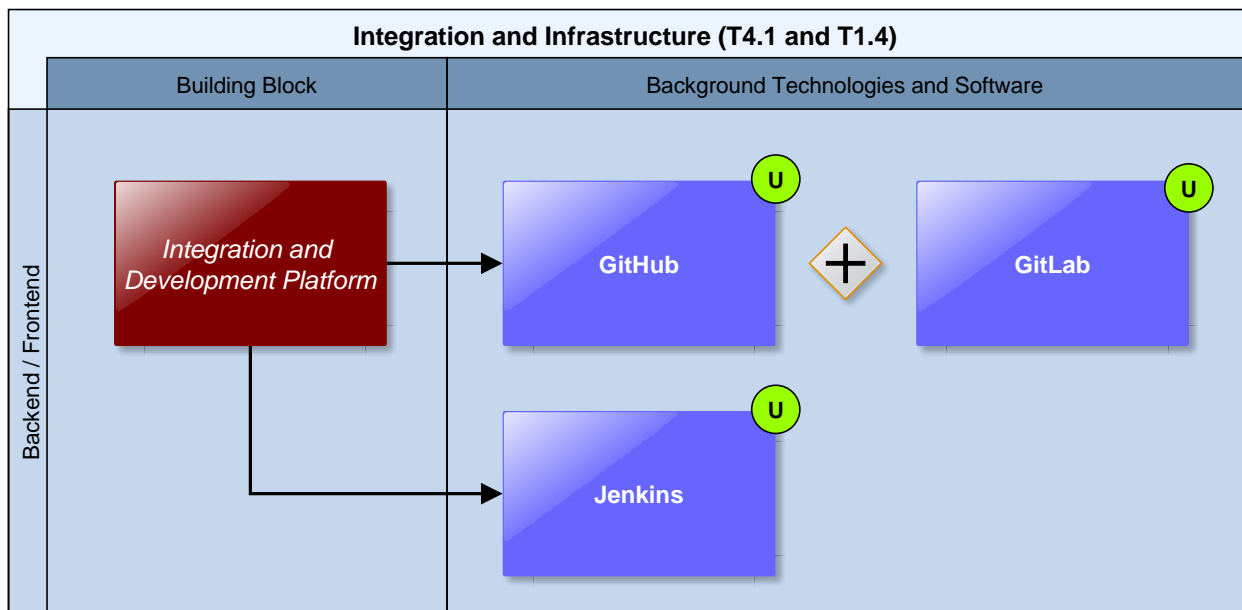 Integration and Infrastructure (T4.1 and T1.4)
Building Block
Background Technologies and Software
Backend / Frontend
Integration and
Development Platform
GitHub
U
GitLab
U
Jenkins
U